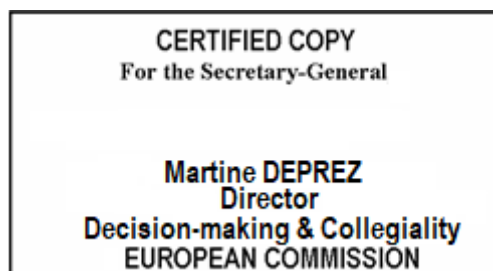 CERTIFIED COPY
For the Secretary-General
Martine DEPREZ
Director
Decision-making & Collegiality
EUROPEAN COMMISSION